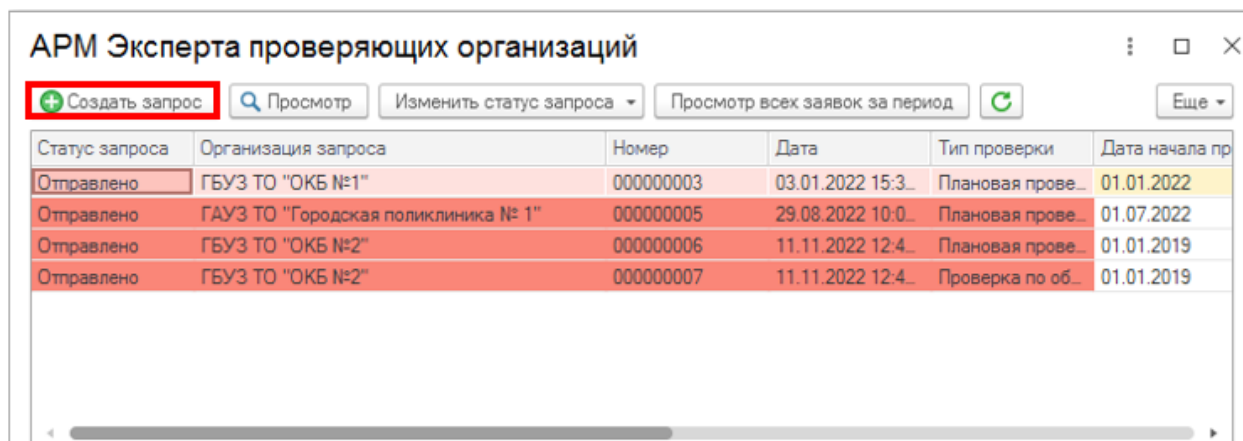 АРМ Эксперта проверяющих организаций
Создать запрос Просмотр Изменить статус запроса Просмотр всех заявок за период Еще
Статус запроса Организация запроса Номер Дата Тип проверки Дата начала пр
Отправлено ГБУЗ ТО "ОКБ №1" 000000003 03.01.2022 15:3... Плановая прове... 01.01.2022
Отправлено ГАУЗ ТО "Городская поликлиника № 1" 000000005 29.08.2022 10:0... Плановая прове... 01.07.2022
Отправлено ГБУЗ ТО "ОКБ №2" 000000006 11.11.2022 12:4... Плановая прове... 01.01.2019
Отправлено ГБУЗ ТО "ОКБ №2" 000000007 11.11.2022 12:4... Проверка по об... 01.01.2019